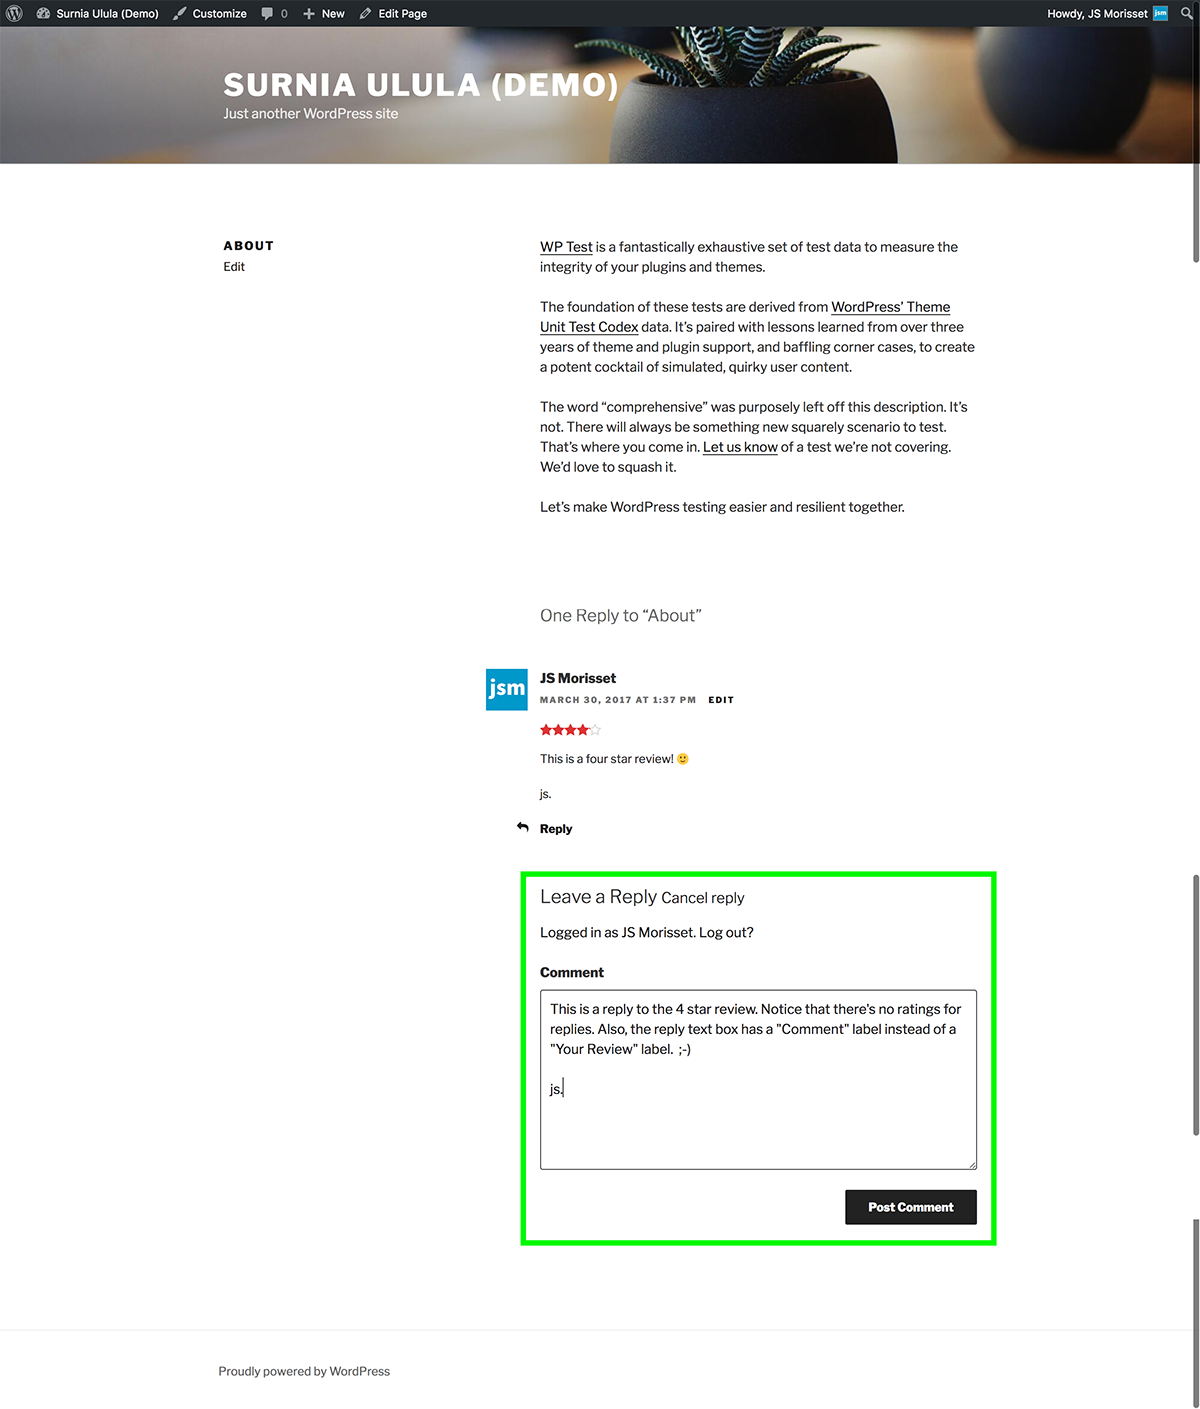 Surnia Ulula (Demo) Customize 0 New Edit Page Howdy, JS Morisset jsm
SURNIA ULULA (DEMO)
Just another WordPress site
ABOUT
Edit
WP Test is a fantastically exhaustive set of test data to measure the
integrity of your plugins and themes.
The foundation of these tests are derived from WordPress’ Theme
Unit Test Codex data. It’s paired with lessons learned from over three
years of theme and plugin support, and baffling corner cases, to create
a potent cocktail of simulated, quirky user content.
The word “comprehensive” was purposely left off this description. It’s
not. There will always be something new squarely scenario to test.
That’s where you come in. Let us know of a test we’re not covering.
We’d love to squash it.
Let’s make WordPress testing easier and resilient together.
One Reply to “About”
jsm
JS Morisset
MARCH 30, 2017 AT 1:37 PM EDIT
This is a four star review! 🙂
js.
Reply
Leave a Reply Cancel reply
Logged in as JS Morisset. Log out?
Comment
This is a reply to the 4 star review. Notice that there's no ratings for
replies. Also, the reply text box has a "Comment" label instead of a
"Your Review" label. ;-)
js.
Post Comment
Proudly powered by WordPress